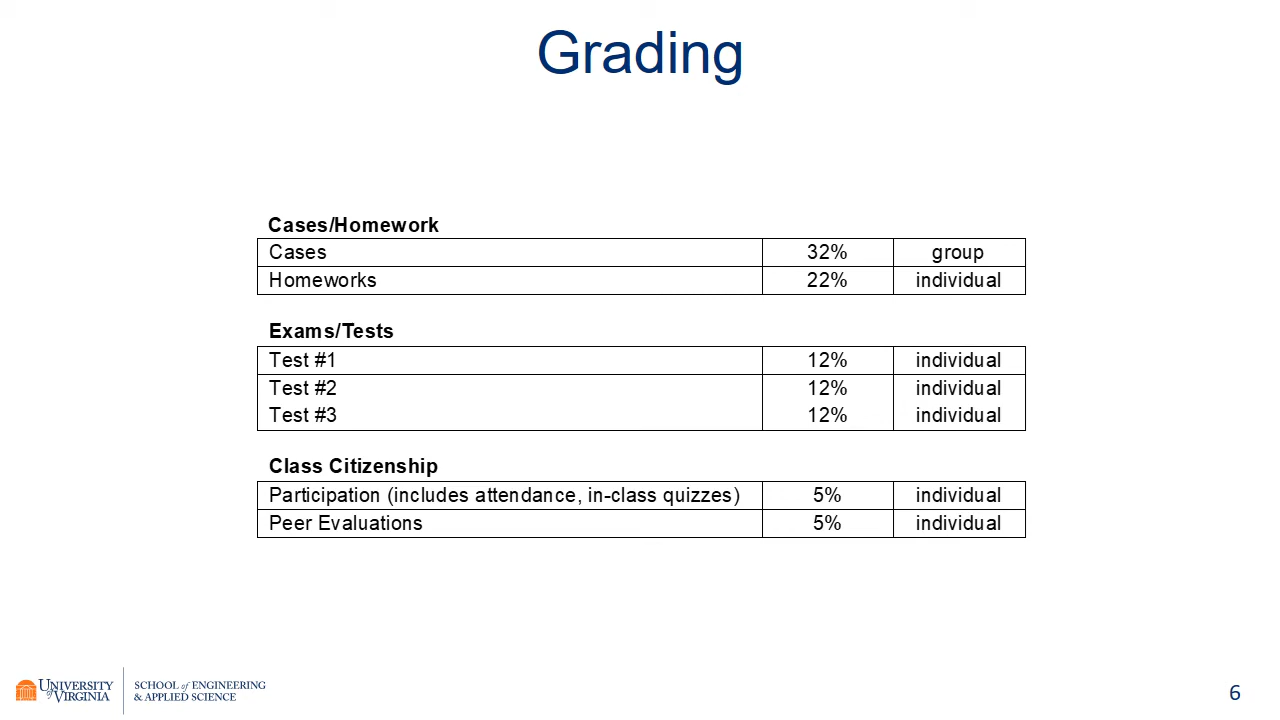 Grading
Cases/Homework
Cases 32% group
Homeworks 22% individual
Exams/Tests
Test #1 12% individual
Test #2 12% individual
Test #3 12% individual
Class Citizenship
Participation (includes attendance, in-class quizzes) 5% individual
Peer Evaluations 5% individual
UNIVERSITY of VIRGINIA
SCHOOL of ENGINEERING
& APPLIED SCIENCE
6